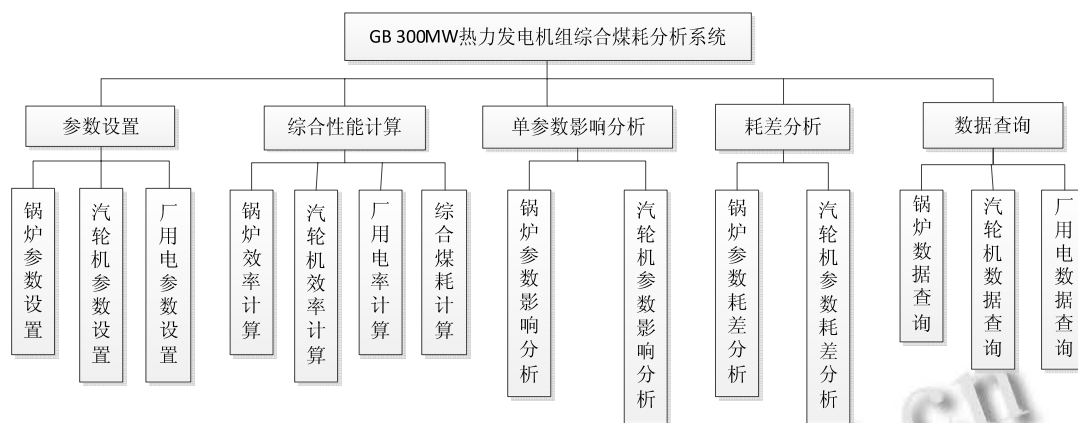 GB 300MW热力发电机组综合煤耗分析系统
参数设置
综合性能计算
单参数影响分析
耗差分析
数据查询
锅炉参数设置
汽轮机参数设置
厂用电参数设置
锅炉效率计算
汽轮机效率计算
厂用电率计算
综合煤耗计算
锅炉参数影响分析
汽轮机参数影响分析
锅炉参数耗差分析
汽轮机参数耗差分析
锅炉数据查询
汽轮机数据查询
厂用电数据查询
cn